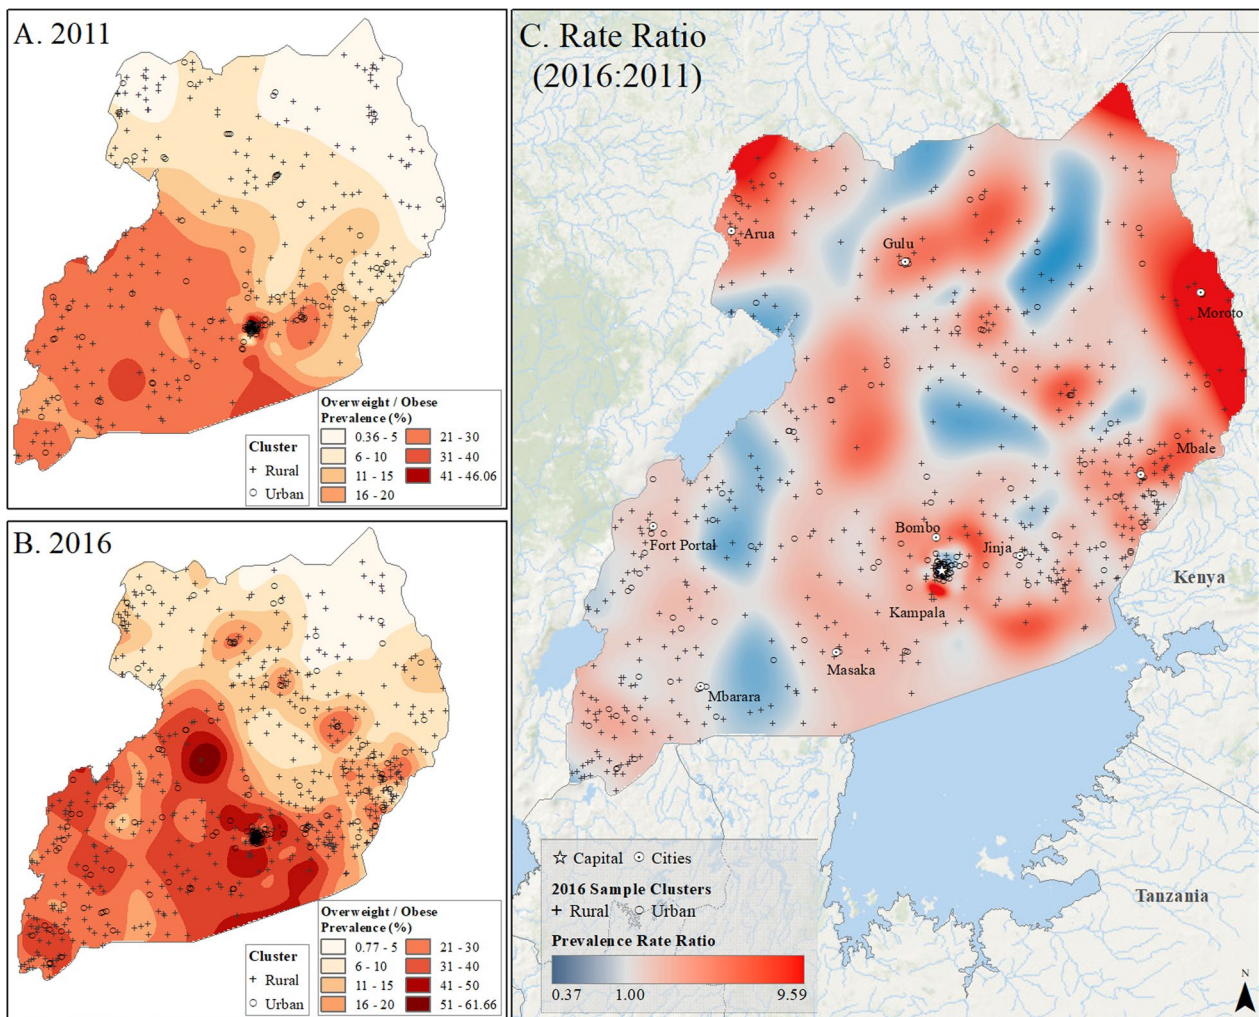 A. 2011
Overweight / Obese
Prevalence (%)
0.36 - 5
21 - 30
6 - 10
31 - 40
11 - 15
41 - 46.06
16 - 20
Cluster
+ Rural
○ Urban
B. 2016
Overweight / Obese
Prevalence (%)
0.77 - 5
21 - 30
6 - 10
31 - 40
11 - 15
41 - 50
16 - 20
51 - 61.66
Cluster
+ Rural
○ Urban
C. Rate Ratio
(2016:2011)
Arua
Gulu
Moroto
Mbale
Bombo
Fort Portal
Jinja
Kenya
Kampala
Masaka
Mbarara
☆ Capital ⊙ Cities
2016 Sample Clusters
+ Rural ○ Urban
Prevalence Rate Ratio
0.37 1.00 9.59
Tanzania
N